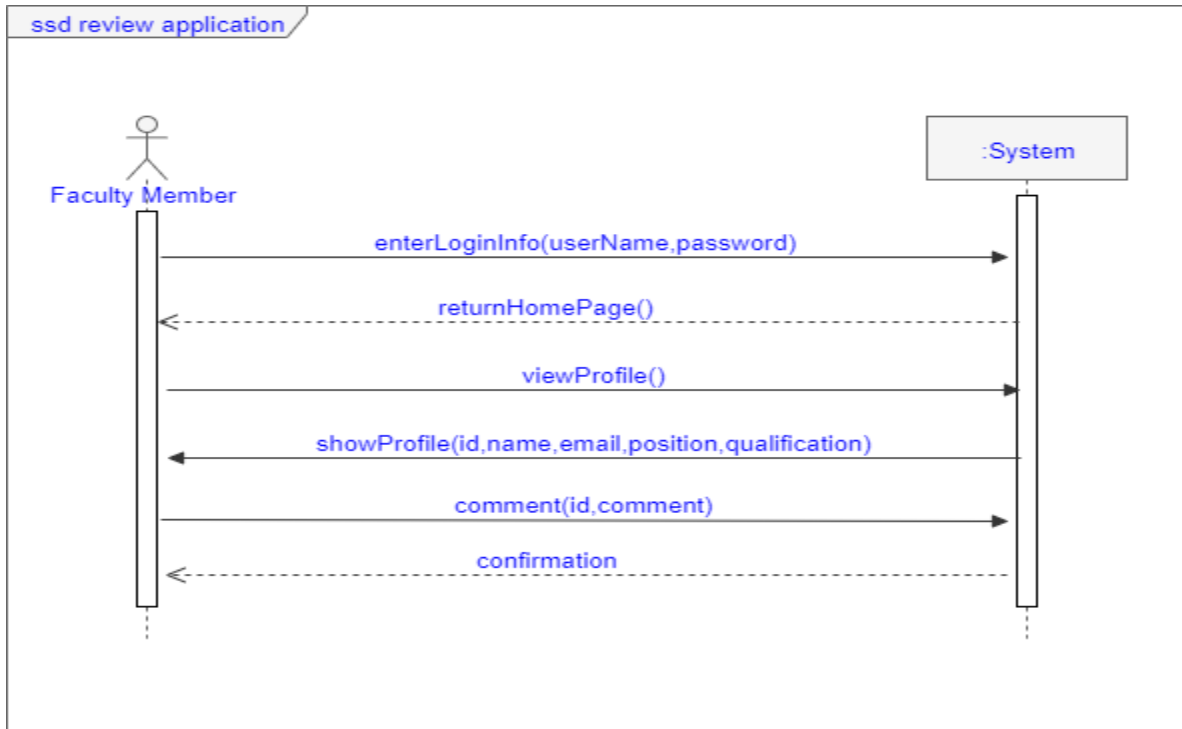 ssd review application
Faculty Member
:System
enterLoginInfo(userName,password)
returnHomePage()
viewProfile()
showProfile(id,name,email,position,qualification)
comment(id,comment)
confirmation